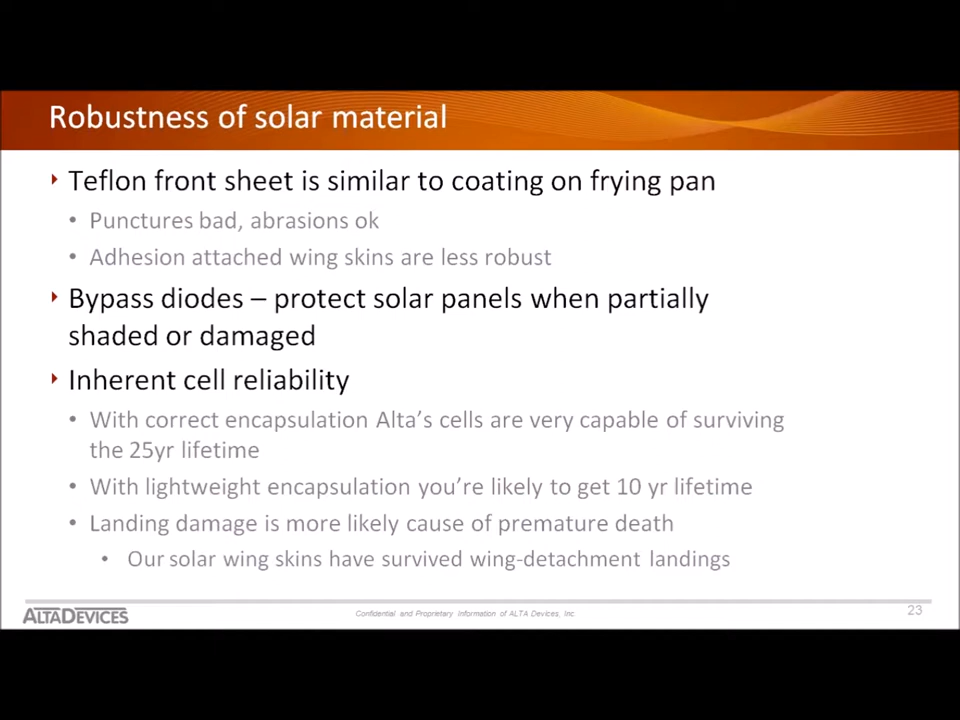 Robustness of solar material
Teflon front sheet is similar to coating on frying pan
• Punctures bad, abrasions ok
• Adhesion attached wing skins are less robust
Bypass diodes – protect solar panels when partially
shaded or damaged
Inherent cell reliability
• With correct encapsulation Alta's cells are very capable of surviving
the 25yr lifetime
• With lightweight encapsulation you're likely to get 10 yr lifetime
• Landing damage is more likely cause of premature death
• Our solar wing skins have survived wing-detachment landings
ALTADEVICES
Confidential and Proprietary Information of ALTA Devices, Inc
23